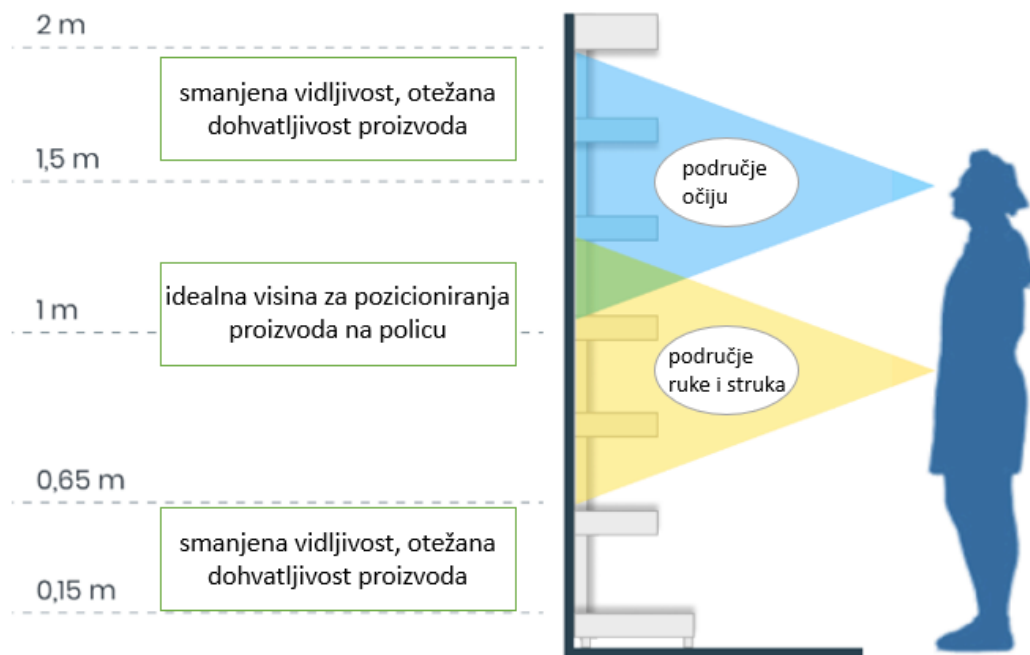 2 m
smanjena vidljivost, otežana
dohvatljivost proizvoda
1,5 m
područje
očiju
idealna visina za pozicioniranja
1 m
proizvoda na policu
područje
ruke i struka
0,65 m
smanjena vidljivost, otežana
dohvatljivost proizvoda
0,15 m